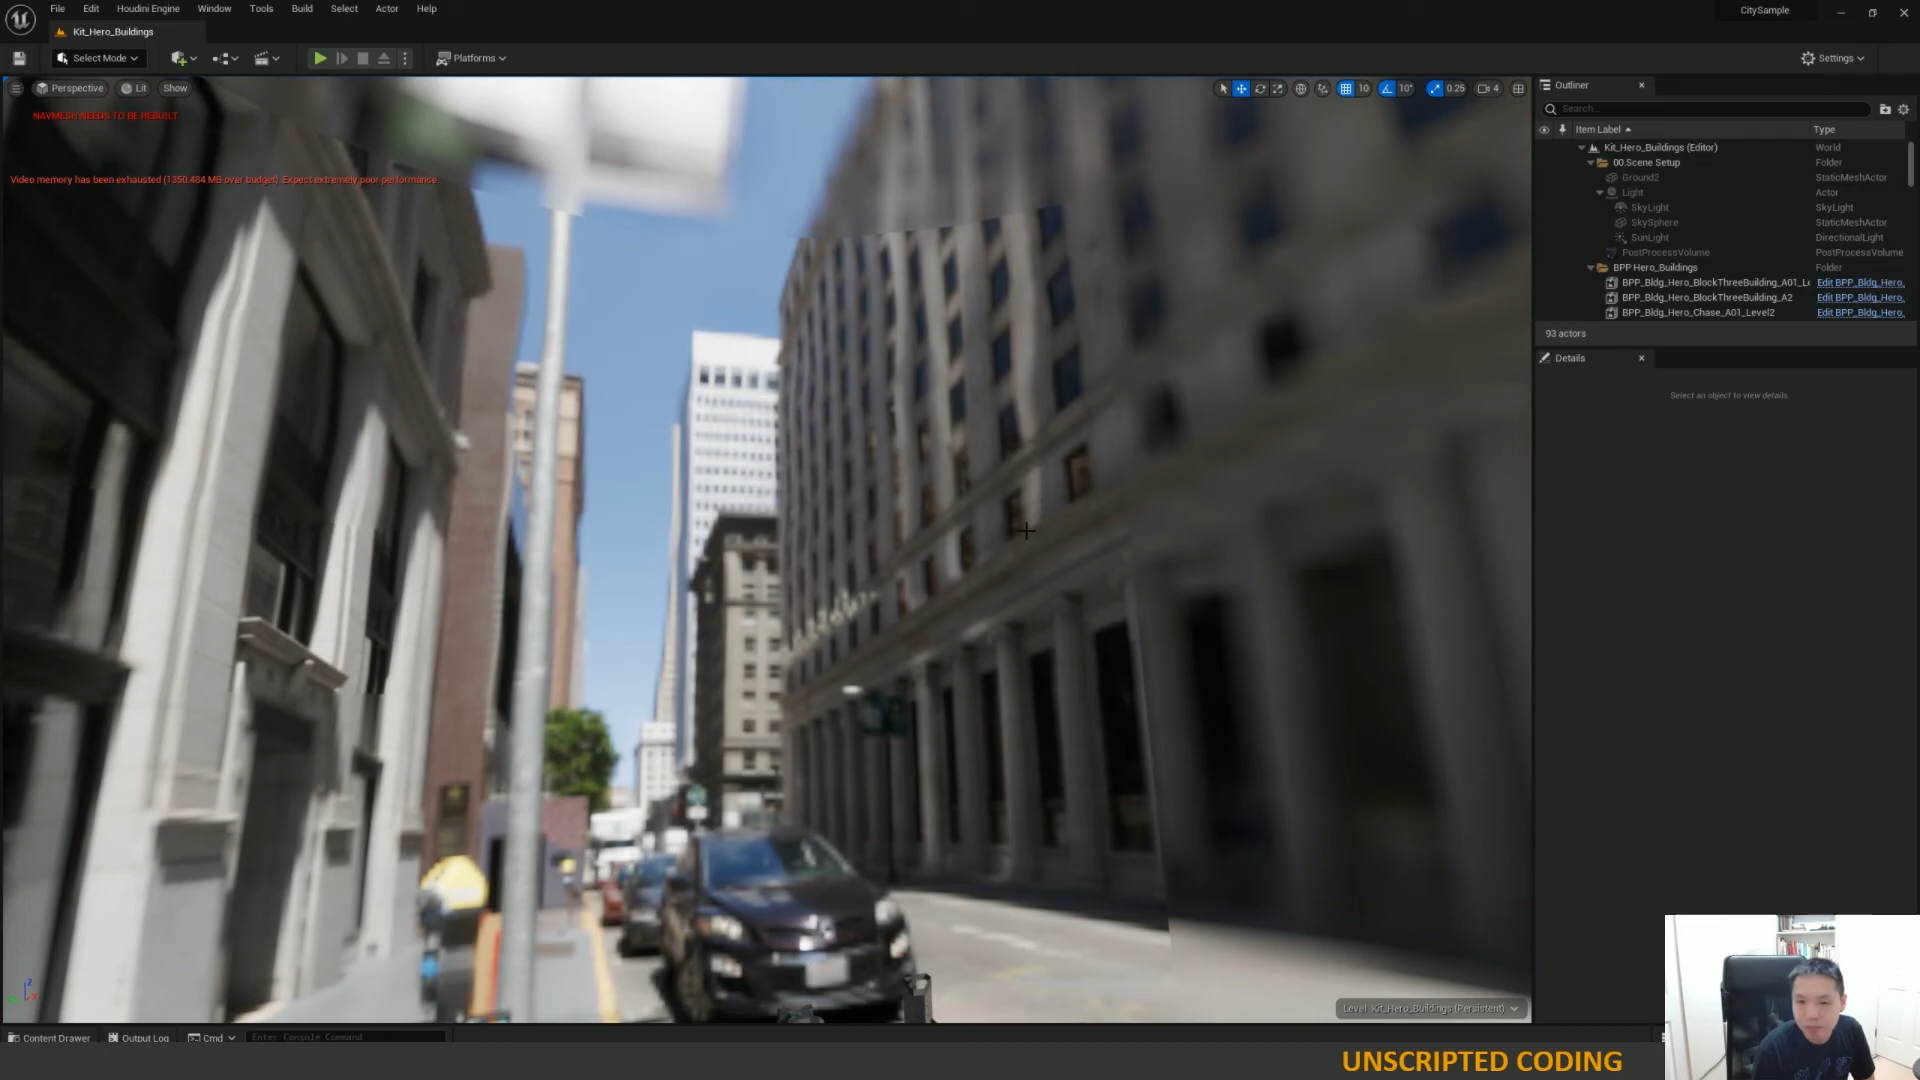 File Edit Houdini Engine Window Tools Build Select Actor Help
CitySample
Kit_Hero_Buildings
Select Mode
Platforms
Settings
Perspective Lit Show
10 10° 0.25 4
NAVMESH NEEDS TO BE REBUILT
Video memory has been exhausted (1350.484 MB over budget). Expect extremely poor performance.
Outliner
Search...
Item Label Type
Kit_Hero_Buildings (Editor) World
00.Scene Setup Folder
Ground2 StaticMeshActor
Light Actor
SkyLight SkyLight
SkySphere StaticMeshActor
SunLight DirectionalLight
PostProcessVolume PostProcessVolume
BPP Hero_Buildings Folder
BPP_Bldg_Hero_BlockThreeBuilding_A01_Le Edit BPP_Bldg_Hero_
BPP_Bldg_Hero_BlockThreeBuilding_A2 Edit BPP_Bldg_Hero_
BPP_Bldg_Hero_Chase_A01_Level2 Edit BPP_Bldg_Hero_
93 actors
Details
Select an object to view details.
Level: Kit_Hero_Buildings (Persistent)
Content Drawer Output Log Cmd Enter Console Command
UNSCRIPTED CODING